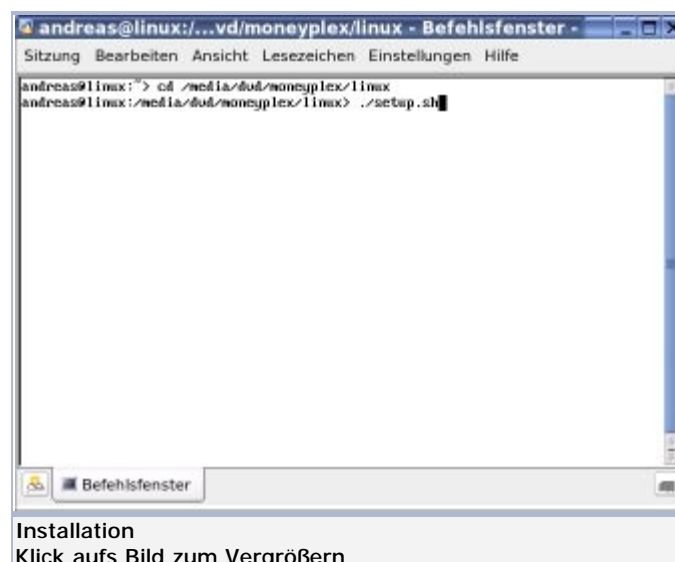 andreas@linux:/...vd/moneyplex/linux - Befehlsfenster -
Sitzung Bearbeiten Ansicht Lesezeichen Einstellungen Hilfe
andreas@linux:~> cd /media/dvd/moneyplex/linux
andreas@linux:/media/dvd/moneyplex/linux> ./setup.sh
Befehlsfenster
Installation
Klick aufs Bild zum Vergrößern